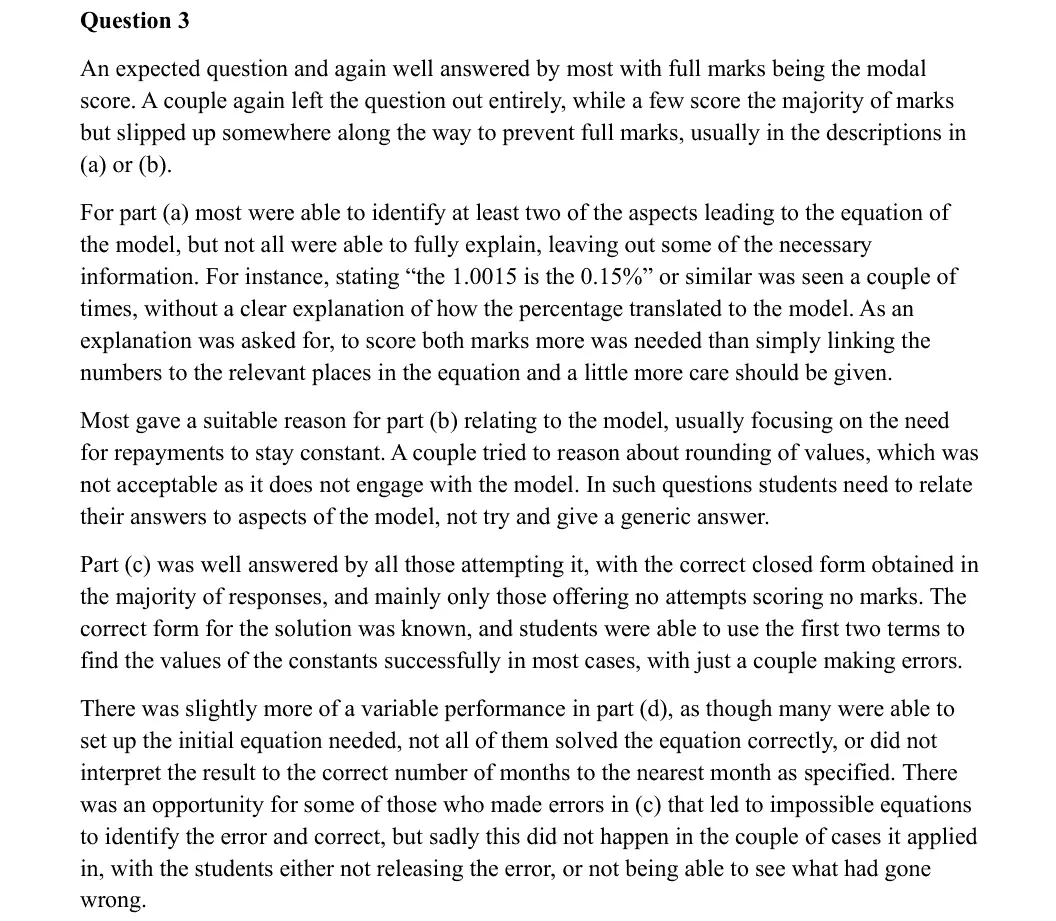 Question 3
An expected question and again well answered by most with full marks being the modal
score. A couple again left the question out entirely, while a few score the majority of marks
but slipped up somewhere along the way to prevent full marks, usually in the descriptions in
(a) or (b).
For part (a) most were able to identify at least two of the aspects leading to the equation of
the model, but not all were able to fully explain, leaving out some of the necessary
information. For instance, stating “the 1.0015 is the 0.15%” or similar was seen a couple of
times, without a clear explanation of how the percentage translated to the model. As an
explanation was asked for, to score both marks more was needed than simply linking the
numbers to the relevant places in the equation and a little more care should be given.
Most gave a suitable reason for part (b) relating to the model, usually focusing on the need
for repayments to stay constant. A couple tried to reason about rounding of values, which was
not acceptable as it does not engage with the model. In such questions students need to relate
their answers to aspects of the model, not try and give a generic answer.
Part (c) was well answered by all those attempting it, with the correct closed form obtained in
the majority of responses, and mainly only those offering no attempts scoring no marks. The
correct form for the solution was known, and students were able to use the first two terms to
find the values of the constants successfully in most cases, with just a couple making errors.
There was slightly more of a variable performance in part (d), as though many were able to
set up the initial equation needed, not all of them solved the equation correctly, or did not
interpret the result to the correct number of months to the nearest month as specified. There
was an opportunity for some of those who made errors in (c) that led to impossible equations
to identify the error and correct, but sadly this did not happen in the couple of cases it applied
in, with the students either not releasing the error, or not being able to see what had gone
wrong.